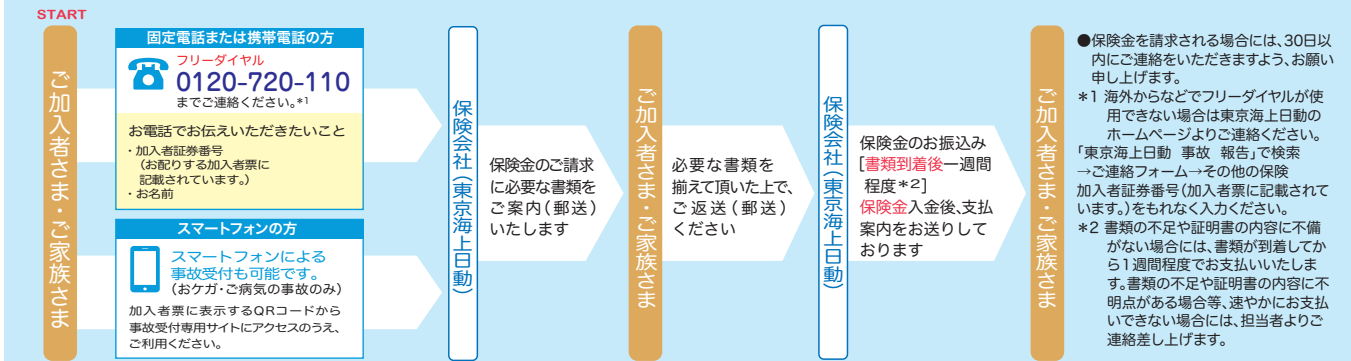 START
ご加入者さま・ご家族さま
固定電話または携帯電話の方
フリーダイヤル
0120-720-110
までご連絡ください。*1
お電話でお伝えいただきたいこと
・加入者証券番号
（お配りする加入者票に
記載されています。）
・お名前
スマートフォンの方
スマートフォンによる
事故受付も可能です。
（おケガ・ご病気の事故のみ）
加入者票に表示するQRコードから
事故受付専用サイトにアクセスのうえ、
ご利用ください。
保険会社（東京海上日動）
保険金のご請求
に必要な書類を
ご案内（郵送）
いたします
ご加入者さま・ご家族さま
必要な書類を
揃えて頂いた上で、
ご返送（郵送）
ください
保険会社（東京海上日動）
保険金のお振込み
[書類到着後一週間
程度*2]
保険金入金後、支払
案内をお送りして
おります
ご加入者さま・ご家族さま
●保険金を請求される場合には、30日以
内にご連絡をいただきますよう、お願い
申し上げます。
*1 海外からなどでフリーダイヤルが使
用できない場合は東京海上日動の
ホームページよりご連絡ください。
「東京海上日動 事故 報告」で検索
→ご連絡フォーム→その他の保険
加入者証券番号（加入者票に記載されて
います。）をもれなく入力ください。
*2 書類の不足や証明書の内容に不備
がない場合には、書類が到着してか
ら1週間程度でお支払いいたしま
す。書類の不足や証明書の内容に不
明点がある場合等、速やかにお支払
いできない場合には、担当者よりご
連絡差し上げます。